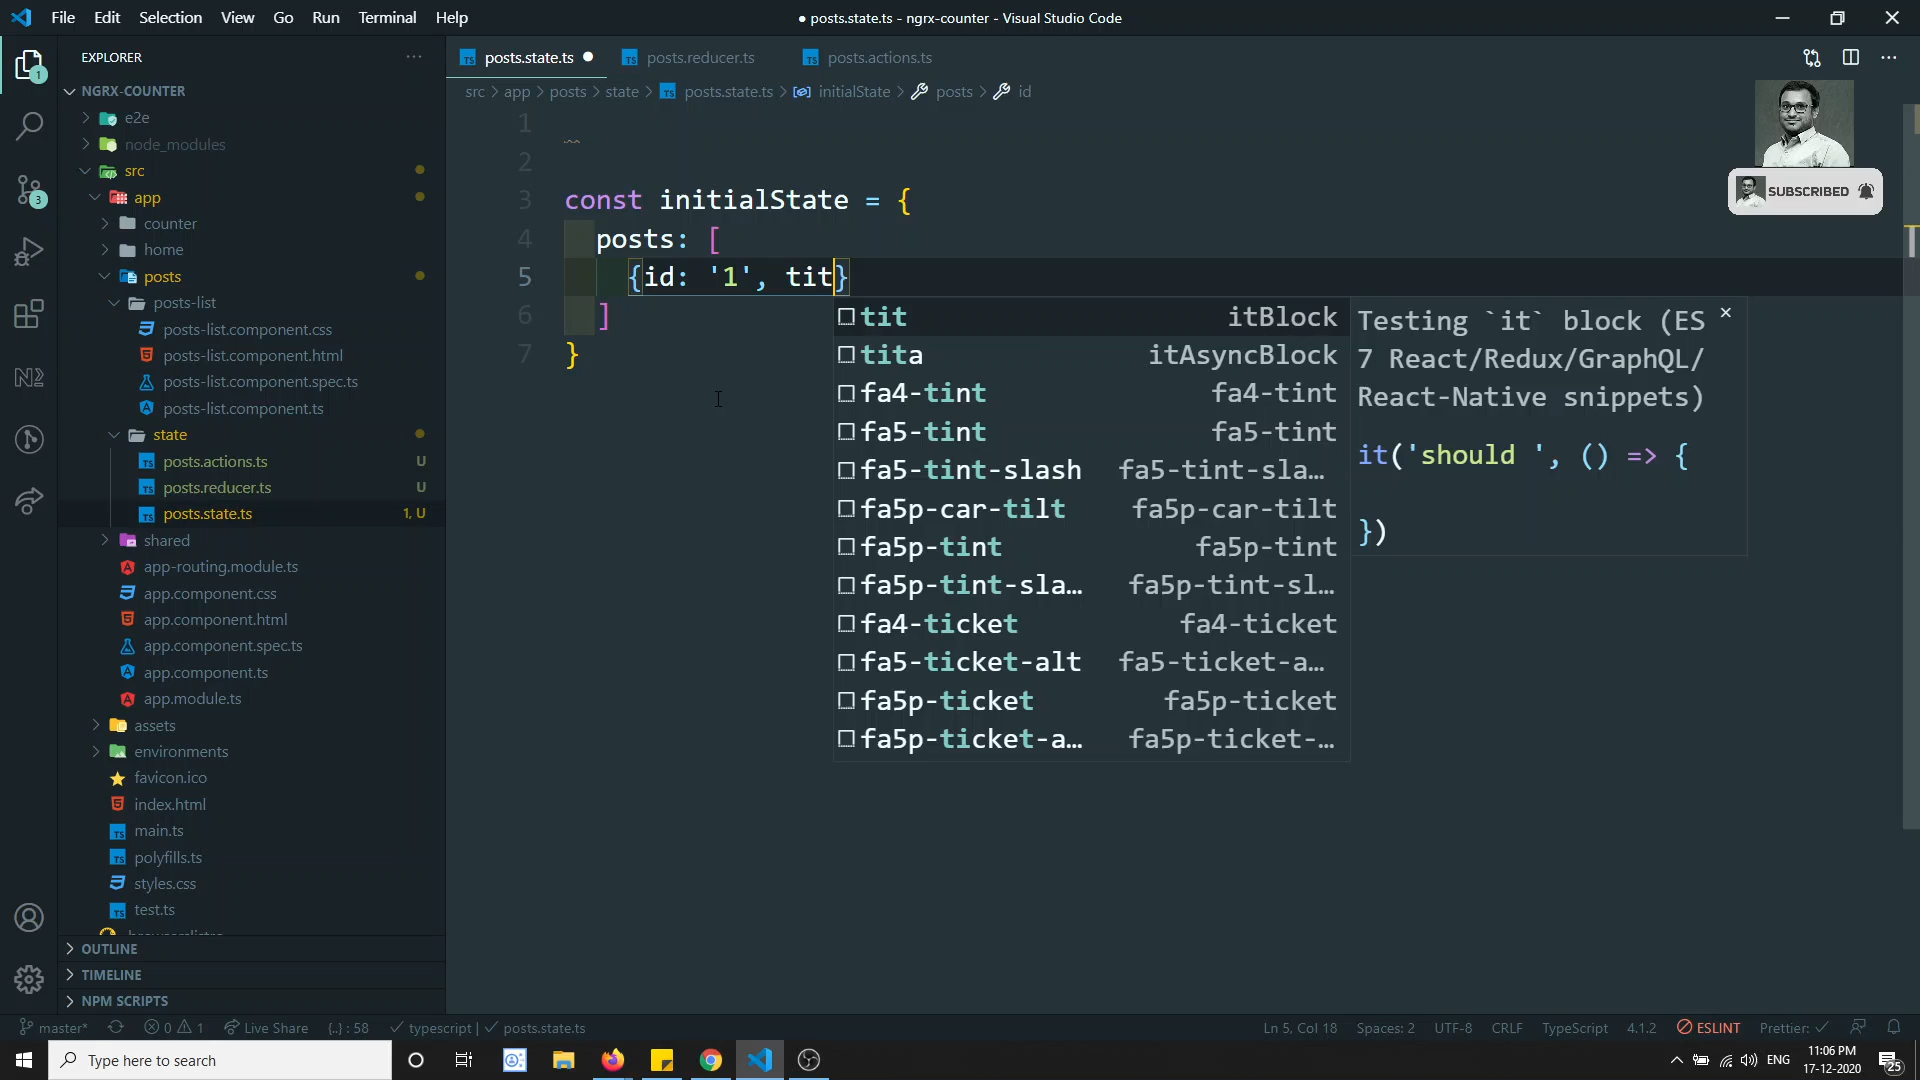 File Edit Selection View Go Run Terminal Help
● posts.state.ts - ngrx-counter - Visual Studio Code
EXPLORER
NGRX-COUNTER
e2e
node_modules
src
app
counter
home
posts
posts-list
posts-list.component.css
posts-list.component.html
posts-list.component.spec.ts
posts-list.component.ts
state
posts.actions.ts U
posts.reducer.ts U
posts.state.ts 1, U
shared
app-routing.module.ts
app.component.css
app.component.html
app.component.spec.ts
app.component.ts
app.module.ts
assets
environments
favicon.ico
index.html
main.ts
polyfills.ts
styles.css
test.ts
OUTLINE
TIMELINE
NPM SCRIPTS
posts.state.ts posts.reducer.ts posts.actions.ts
src > app > posts > state > posts.state.ts > initialState > posts > id
1
2
3 const initialState = {
4 posts: [
5 {id: '1', tit}
6 ]
7 }
tit itBlock
tita itAsyncBlock
fa4-tint fa4-tint
fa5-tint fa5-tint
fa5-tint-slash fa5-tint-sla…
fa5p-car-tilt fa5p-car-tilt
fa5p-tint fa5p-tint
fa5p-tint-sla… fa5p-tint-sl…
fa4-ticket fa4-ticket
fa5-ticket-alt fa5-ticket-a…
fa5p-ticket fa5p-ticket
fa5p-ticket-a… fa5p-ticket-…
Testing `it` block (ES
7 React/Redux/GraphQL/
React-Native snippets)
it('should ', () => {
})
SUBSCRIBED
master* 0 1 Live Share {..} : 58 ✓ typescript | ✓ posts.state.ts
Ln 5, Col 18 Spaces: 2 UTF-8 CRLF TypeScript 4.1.2 ESLINT Prettier: ✓
Type here to search
ENG
11:06 PM
17-12-2020
25